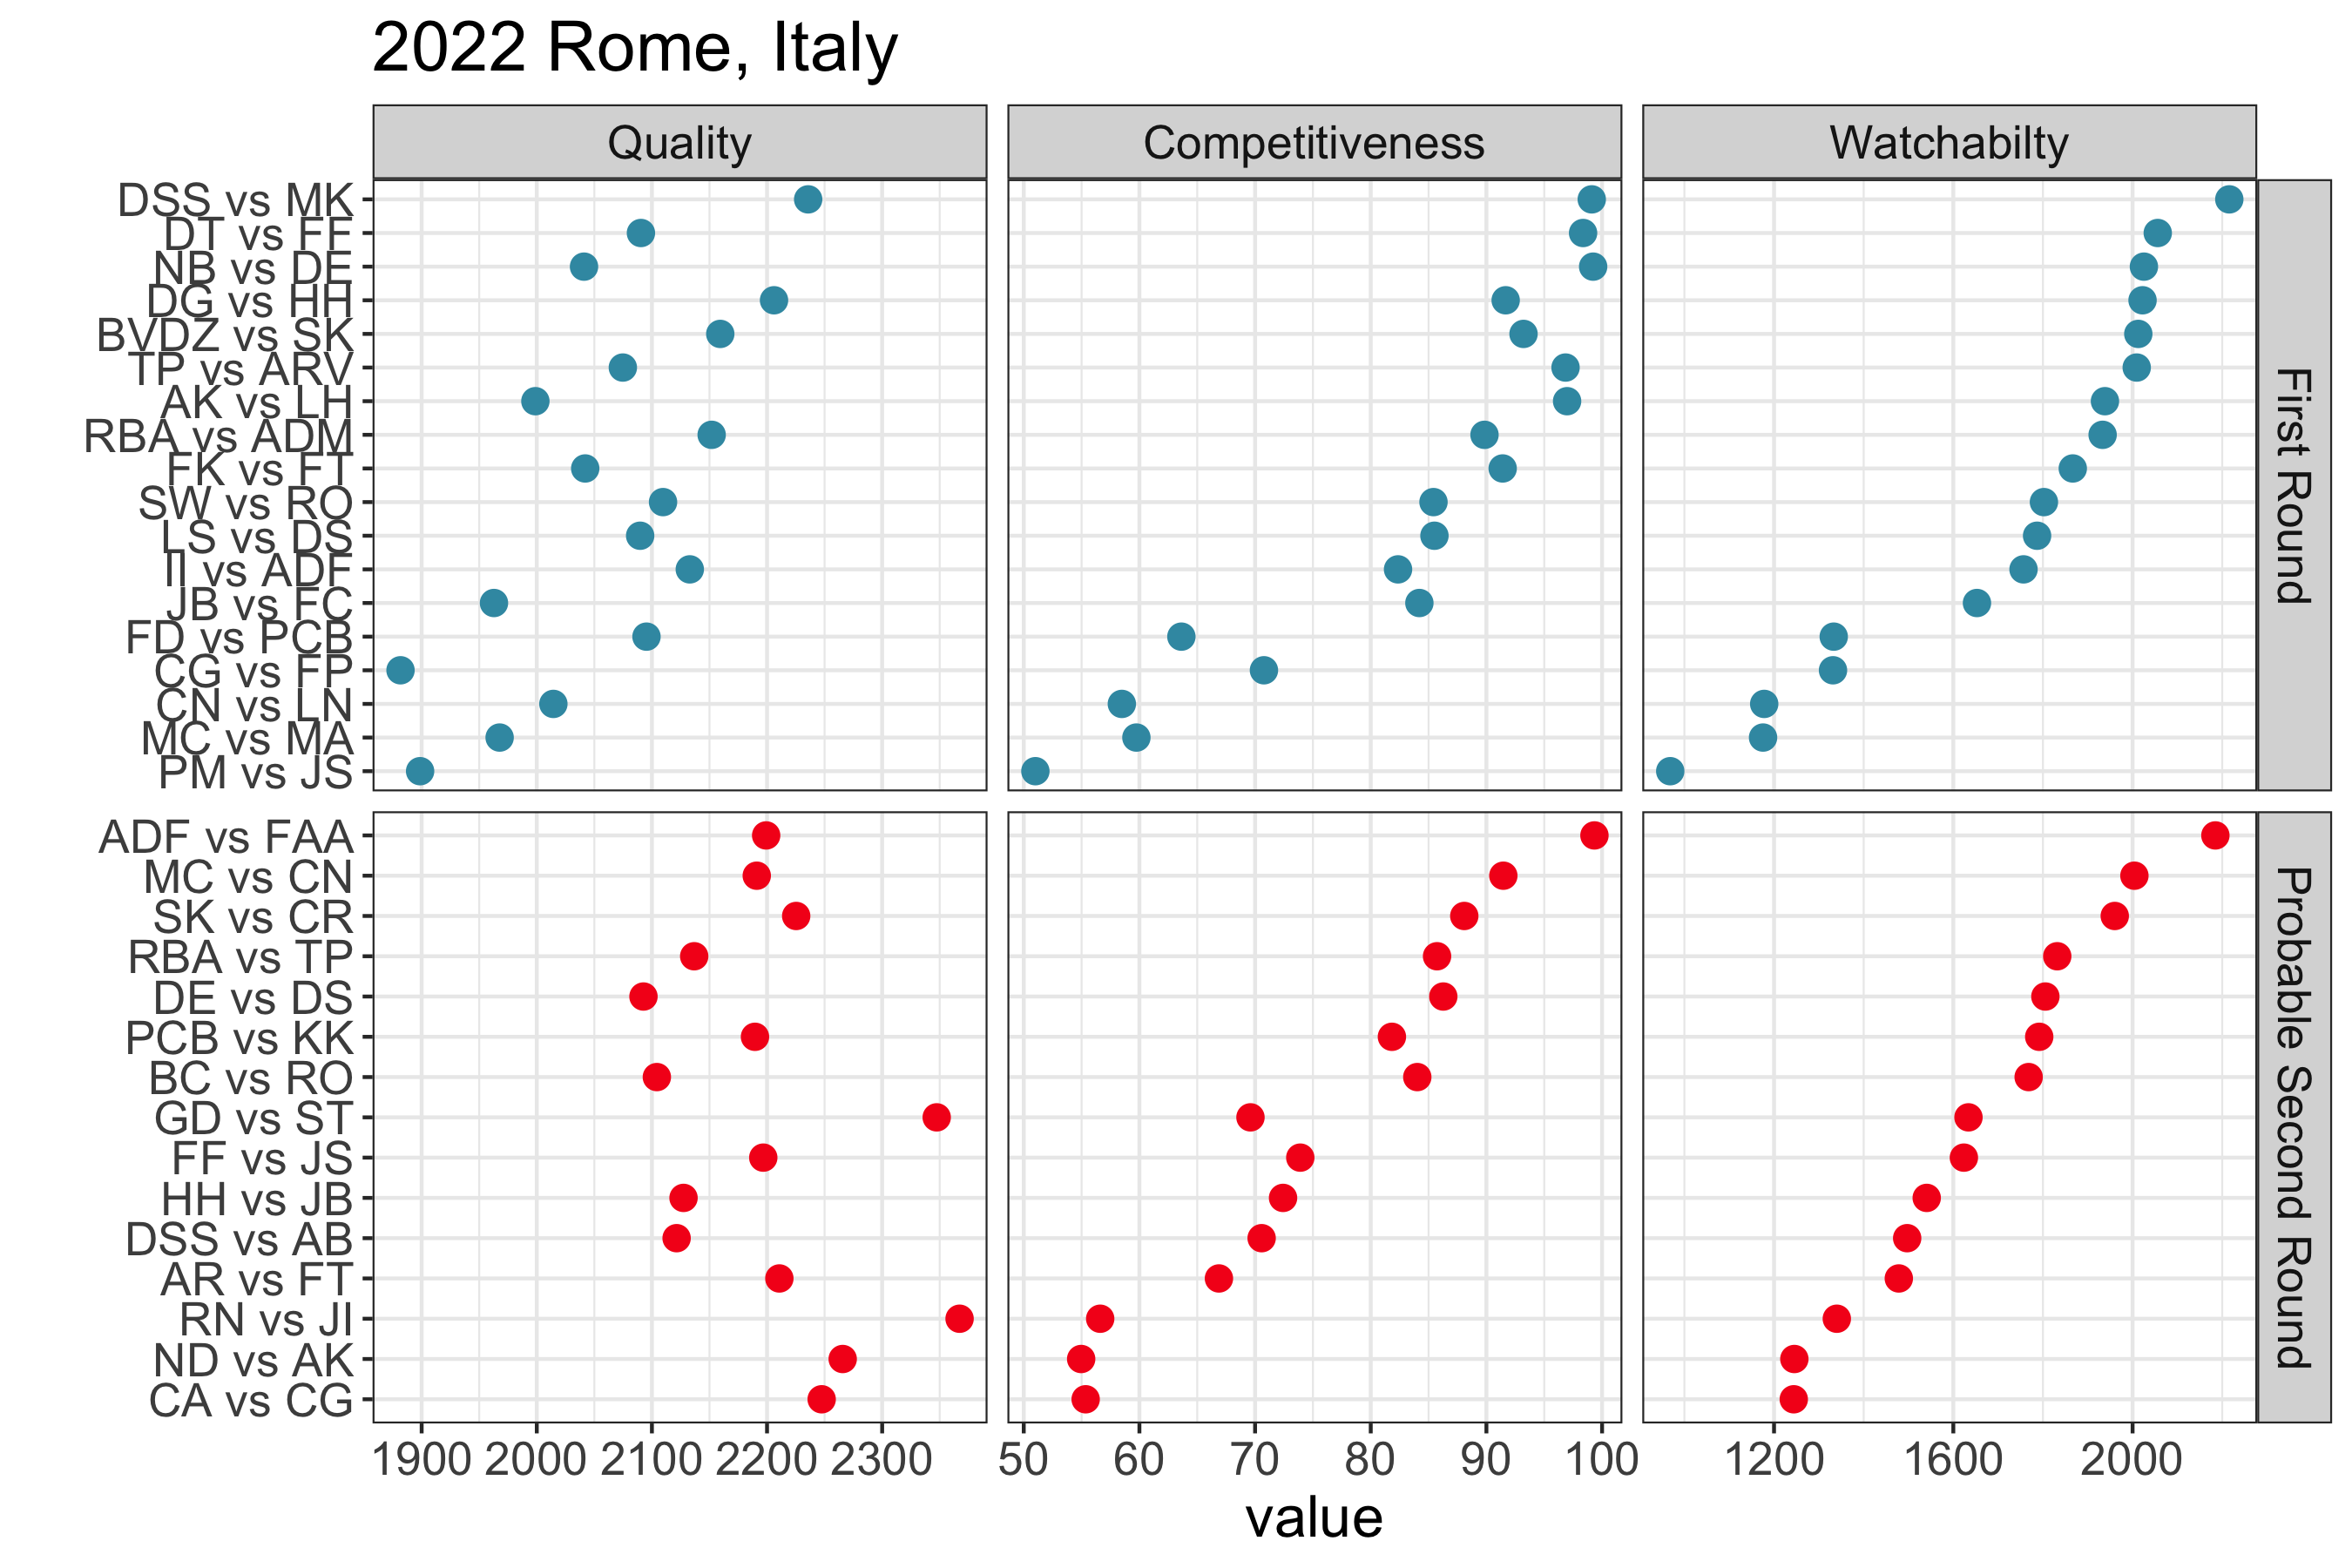 2022 Rome, Italy
Quality Competitiveness Watchabilty
DSS vs MK
DT vs FF
NB vs DE
DG vs HH
BVDZ vs SK
TP vs ARV
AK vs LH
RBA vs ADM
FK vs FT
SW vs RO
LS vs DS
II vs ADF
JB vs FC
FD vs PCB
CG vs FP
CN vs LN
MC vs MA
PM vs JS
First Round
ADF vs FAA
MC vs CN
SK vs CR
RBA vs TP
DE vs DS
PCB vs KK
BC vs RO
GD vs ST
FF vs JS
HH vs JB
DSS vs AB
AR vs FT
RN vs JI
ND vs AK
CA vs CG
Probable Second Round
1900 2000 2100 2200 2300 50 60 70 80 90 100 1200 1600 2000
value